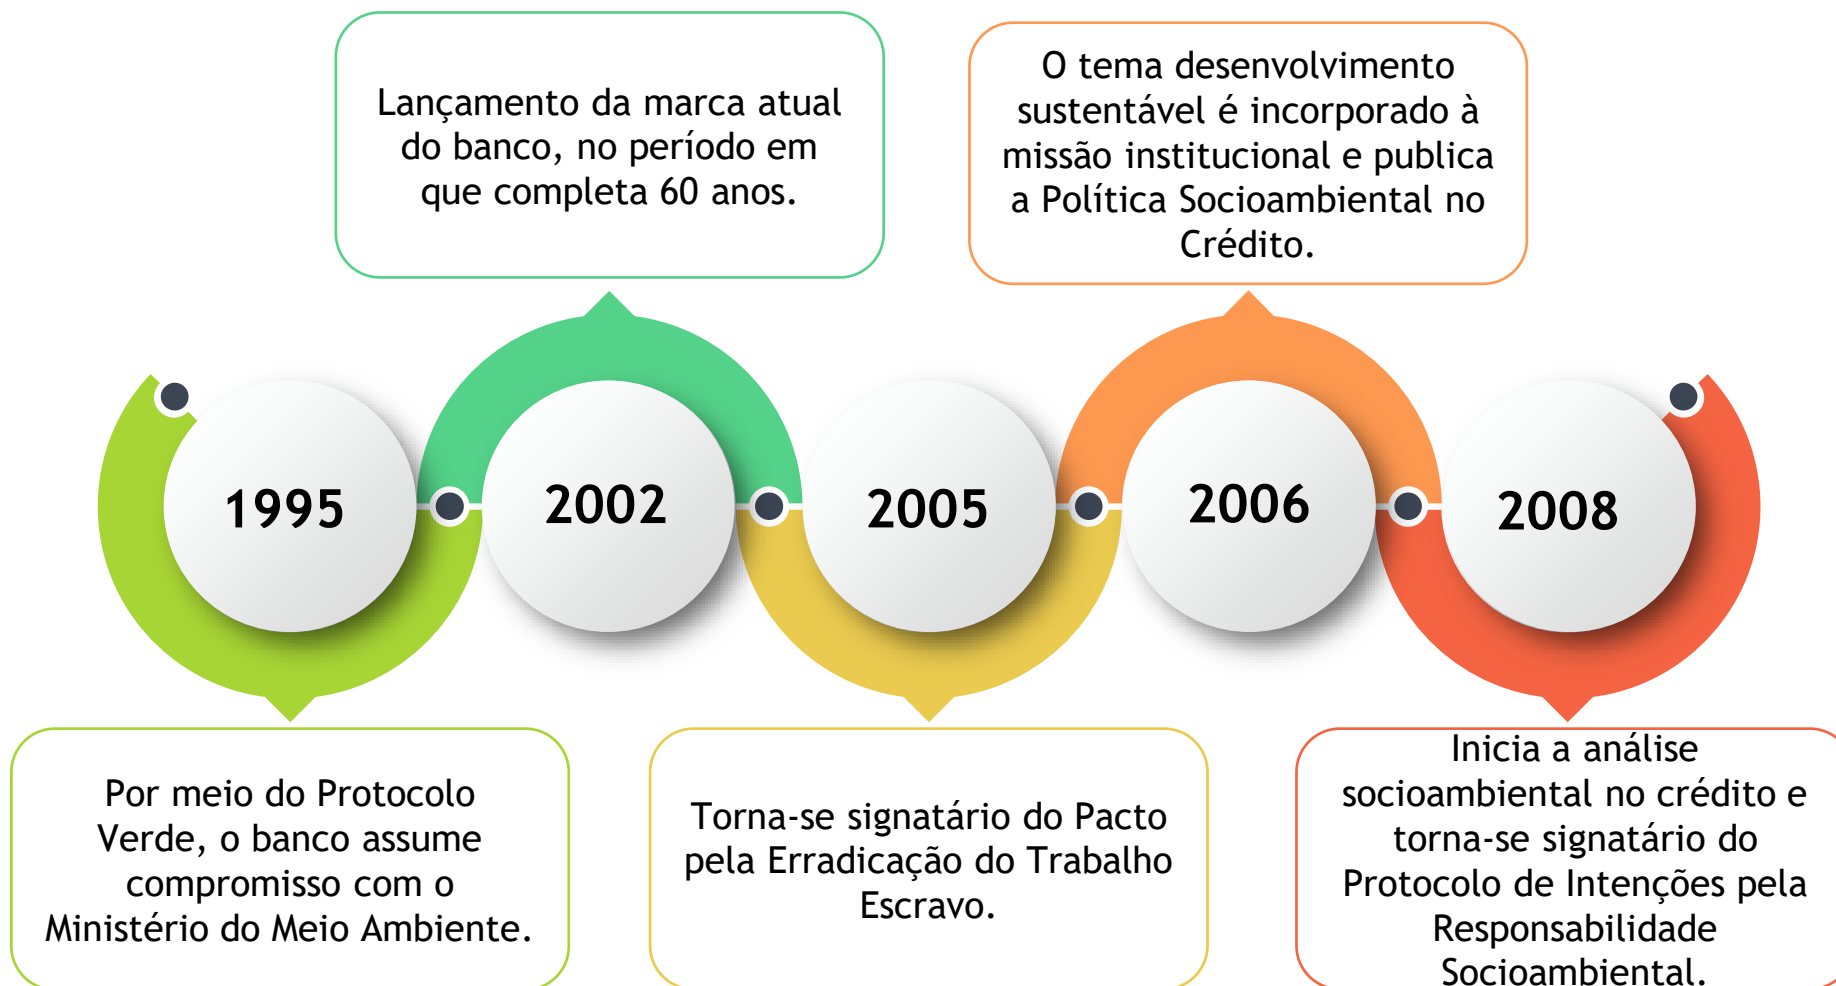 Lançamento da marca atual
do banco, no período em
que completa 60 anos.
O tema desenvolvimento
sustentável é incorporado à
missão institucional e publica
a Política Socioambiental no
Crédito.
1995
2002
2005
2006
2008
Por meio do Protocolo
Verde, o banco assume
compromisso com o
Ministério do Meio Ambiente.
Torna-se signatário do Pacto
pela Erradicação do Trabalho
Escravo.
Inicia a análise
socioambiental no crédito e
torna-se signatário do
Protocolo de Intenções pela
Responsabilidade
Socioambiental.